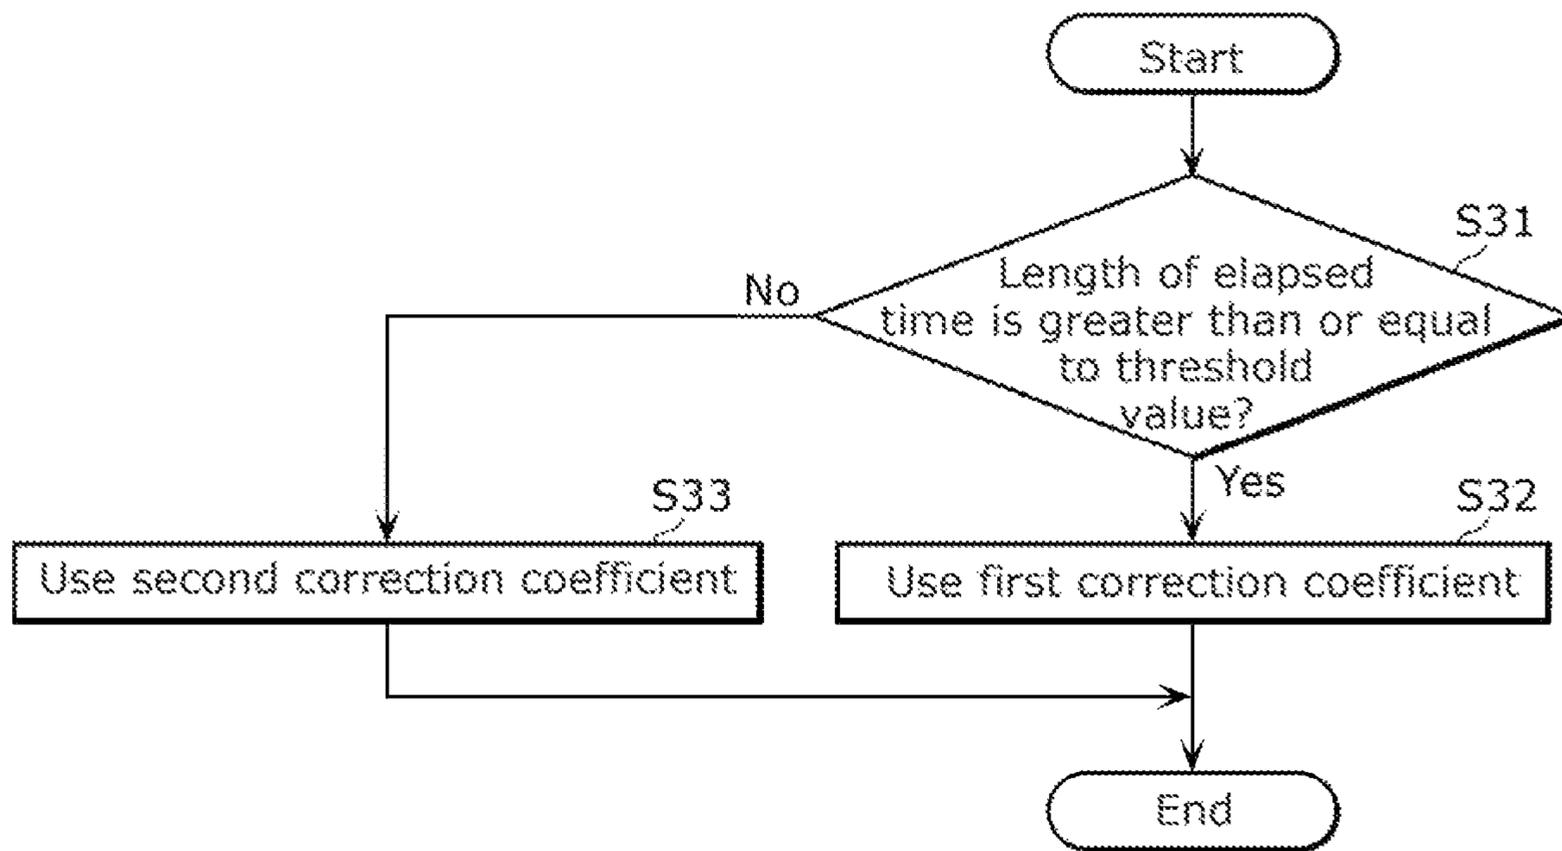 Start
S31
Length of elapsed
time is greater than or equal
to threshold
value?
No
Yes
S33
S32
Use second correction coefficient
Use first correction coefficient
End